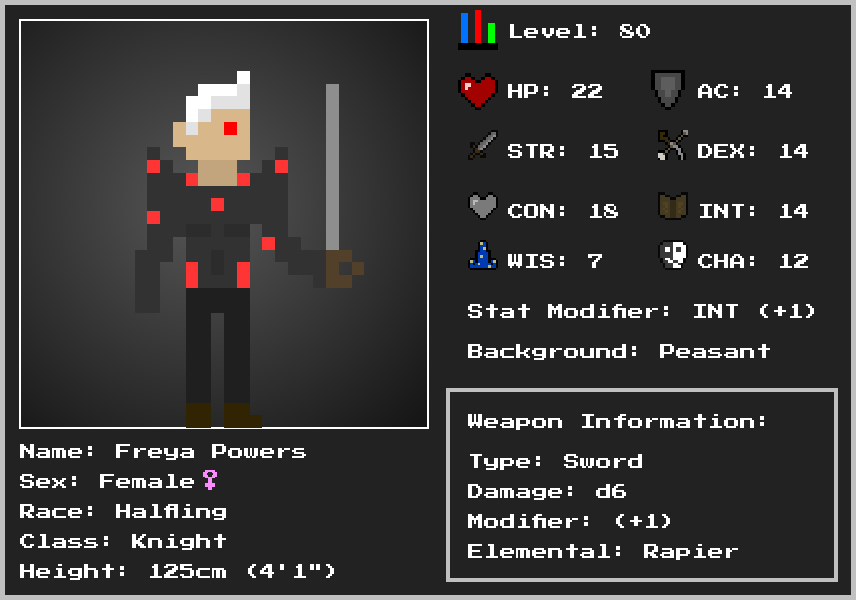 Level: 80
HP: 22
AC: 14
STR: 15
DEX: 14
CON: 18
INT: 14
WIS: 7
CHA: 12
Stat Modifier: INT (+1)
Background: Peasant
Weapon Information:
Type: Sword
Damage: d6
Modifier: (+1)
Elemental: Rapier
Name: Freya Powers
Sex: Female♀
Race: Halfling
Class: Knight
Height: 125cm (4'1")